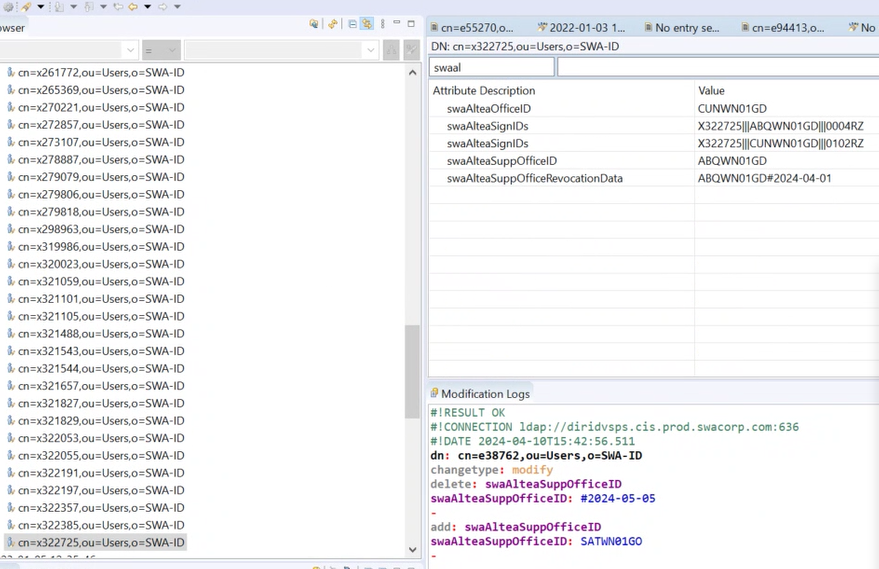 owser
=
cn=x261772,ou=Users,o=SWA-ID
cn=x265369,ou=Users,o=SWA-ID
cn=x270221,ou=Users,o=SWA-ID
cn=x272857,ou=Users,o=SWA-ID
cn=x273107,ou=Users,o=SWA-ID
cn=x278887,ou=Users,o=SWA-ID
cn=x279079,ou=Users,o=SWA-ID
cn=x279806,ou=Users,o=SWA-ID
cn=x279818,ou=Users,o=SWA-ID
cn=x298963,ou=Users,o=SWA-ID
cn=x319986,ou=Users,o=SWA-ID
cn=x320023,ou=Users,o=SWA-ID
cn=x321059,ou=Users,o=SWA-ID
cn=x321101,ou=Users,o=SWA-ID
cn=x321105,ou=Users,o=SWA-ID
cn=x321488,ou=Users,o=SWA-ID
cn=x321543,ou=Users,o=SWA-ID
cn=x321544,ou=Users,o=SWA-ID
cn=x321657,ou=Users,o=SWA-ID
cn=x321827,ou=Users,o=SWA-ID
cn=x321829,ou=Users,o=SWA-ID
cn=x322053,ou=Users,o=SWA-ID
cn=x322055,ou=Users,o=SWA-ID
cn=x322191,ou=Users,o=SWA-ID
cn=x322197,ou=Users,o=SWA-ID
cn=x322357,ou=Users,o=SWA-ID
cn=x322385,ou=Users,o=SWA-ID
cn=x322725,ou=Users,o=SWA-ID
cn=e55270,o... 2022-01-03 1... No entry se... cn=e94413,o... No
DN: cn=x322725,ou=Users,o=SWA-ID
swaal
Attribute Description Value
swaAlteaOfficeID CUNWN01GD
swaAlteaSignIDs X322725|||ABQWN01GD|||0004RZ
swaAlteaSignIDs X322725|||CUNWN01GD|||0102RZ
swaAlteaSuppOfficeID ABQWN01GD
swaAlteaSuppOfficeRevocationData ABQWN01GD#2024-04-01
Modification Logs
#!RESULT OK
#!CONNECTION ldap://diridvsps.cis.prod.swacorp.com:636
#!DATE 2024-04-10T15:42:56.511
dn: cn=e38762,ou=Users,o=SWA-ID
changetype: modify
delete: swaAlteaSuppOfficeID
swaAlteaSuppOfficeID: #2024-05-05
-
add: swaAlteaSuppOfficeID
swaAlteaSuppOfficeID: SATWN01GO
-